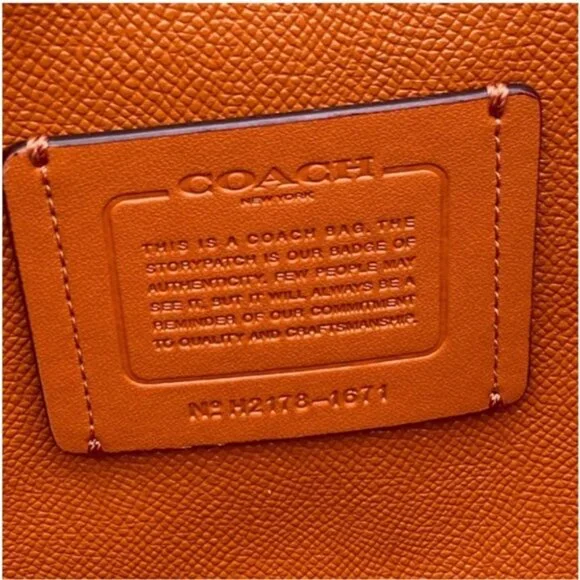 COACH
NEW YORK
THIS IS A COACH BAG. THE
STORYPATCH IS OUR BADGE OF
AUTHENTICITY. FEW PEOPLE MAY
SEE IT, BUT IT WILL ALWAYS BE A
REMINDER OF OUR COMMITMENT
TO QUALITY AND CRAFTSMANSHIP.
Nº H2178-1671